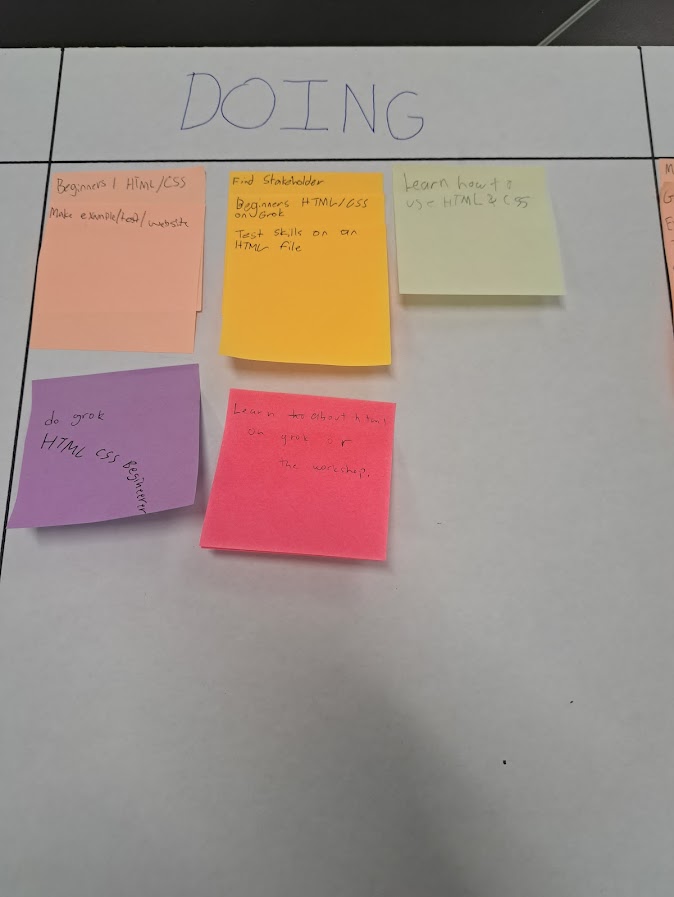 DOING
Beginners 1 HTML/CSS
Make example/test/website
Find Stakeholder
Beginners HTML/CSS
on Grok
Test skills on an
HTML file
Learn how to
use HTML & CSS
do grok
HTML CSS
Learn too about html
on grok or
the workshop.
M
G
E